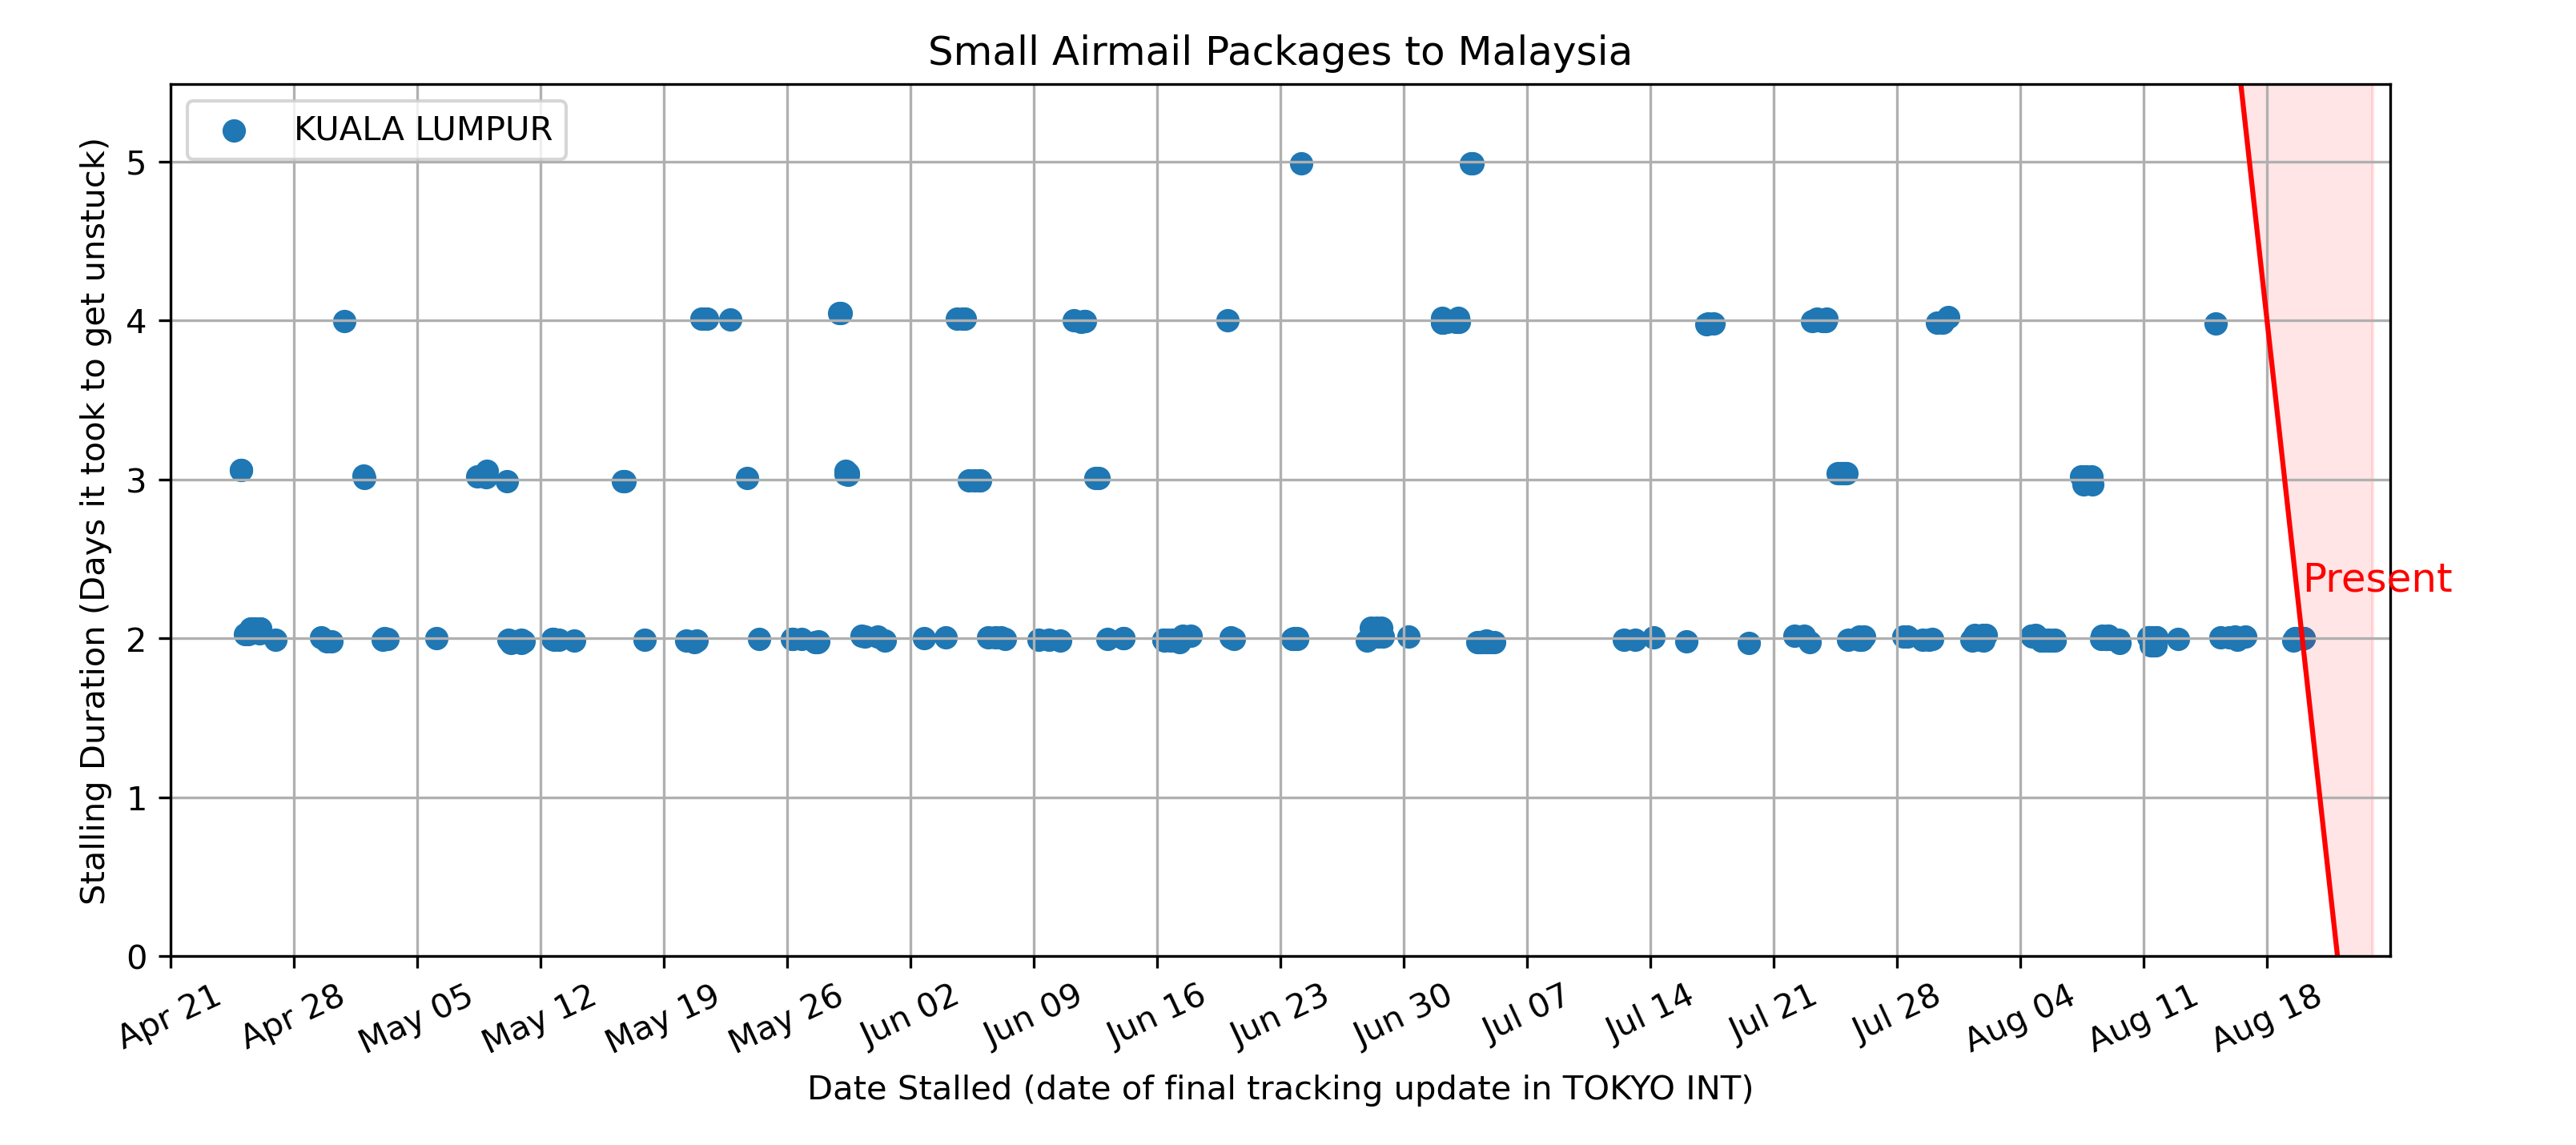 Small Airmail Packages to Malaysia
KUALA LUMPUR
Stalling Duration (Days it took to get unstuck)
5
4
3
2
1
0
Present
Apr 21
Apr 28
May 05
May 12
May 19
May 26
Jun 02
Jun 09
Jun 16
Jun 23
Jun 30
Jul 07
Jul 14
Jul 21
Jul 28
Aug 04
Aug 11
Aug 18
Date Stalled (date of final tracking update in TOKYO INT)